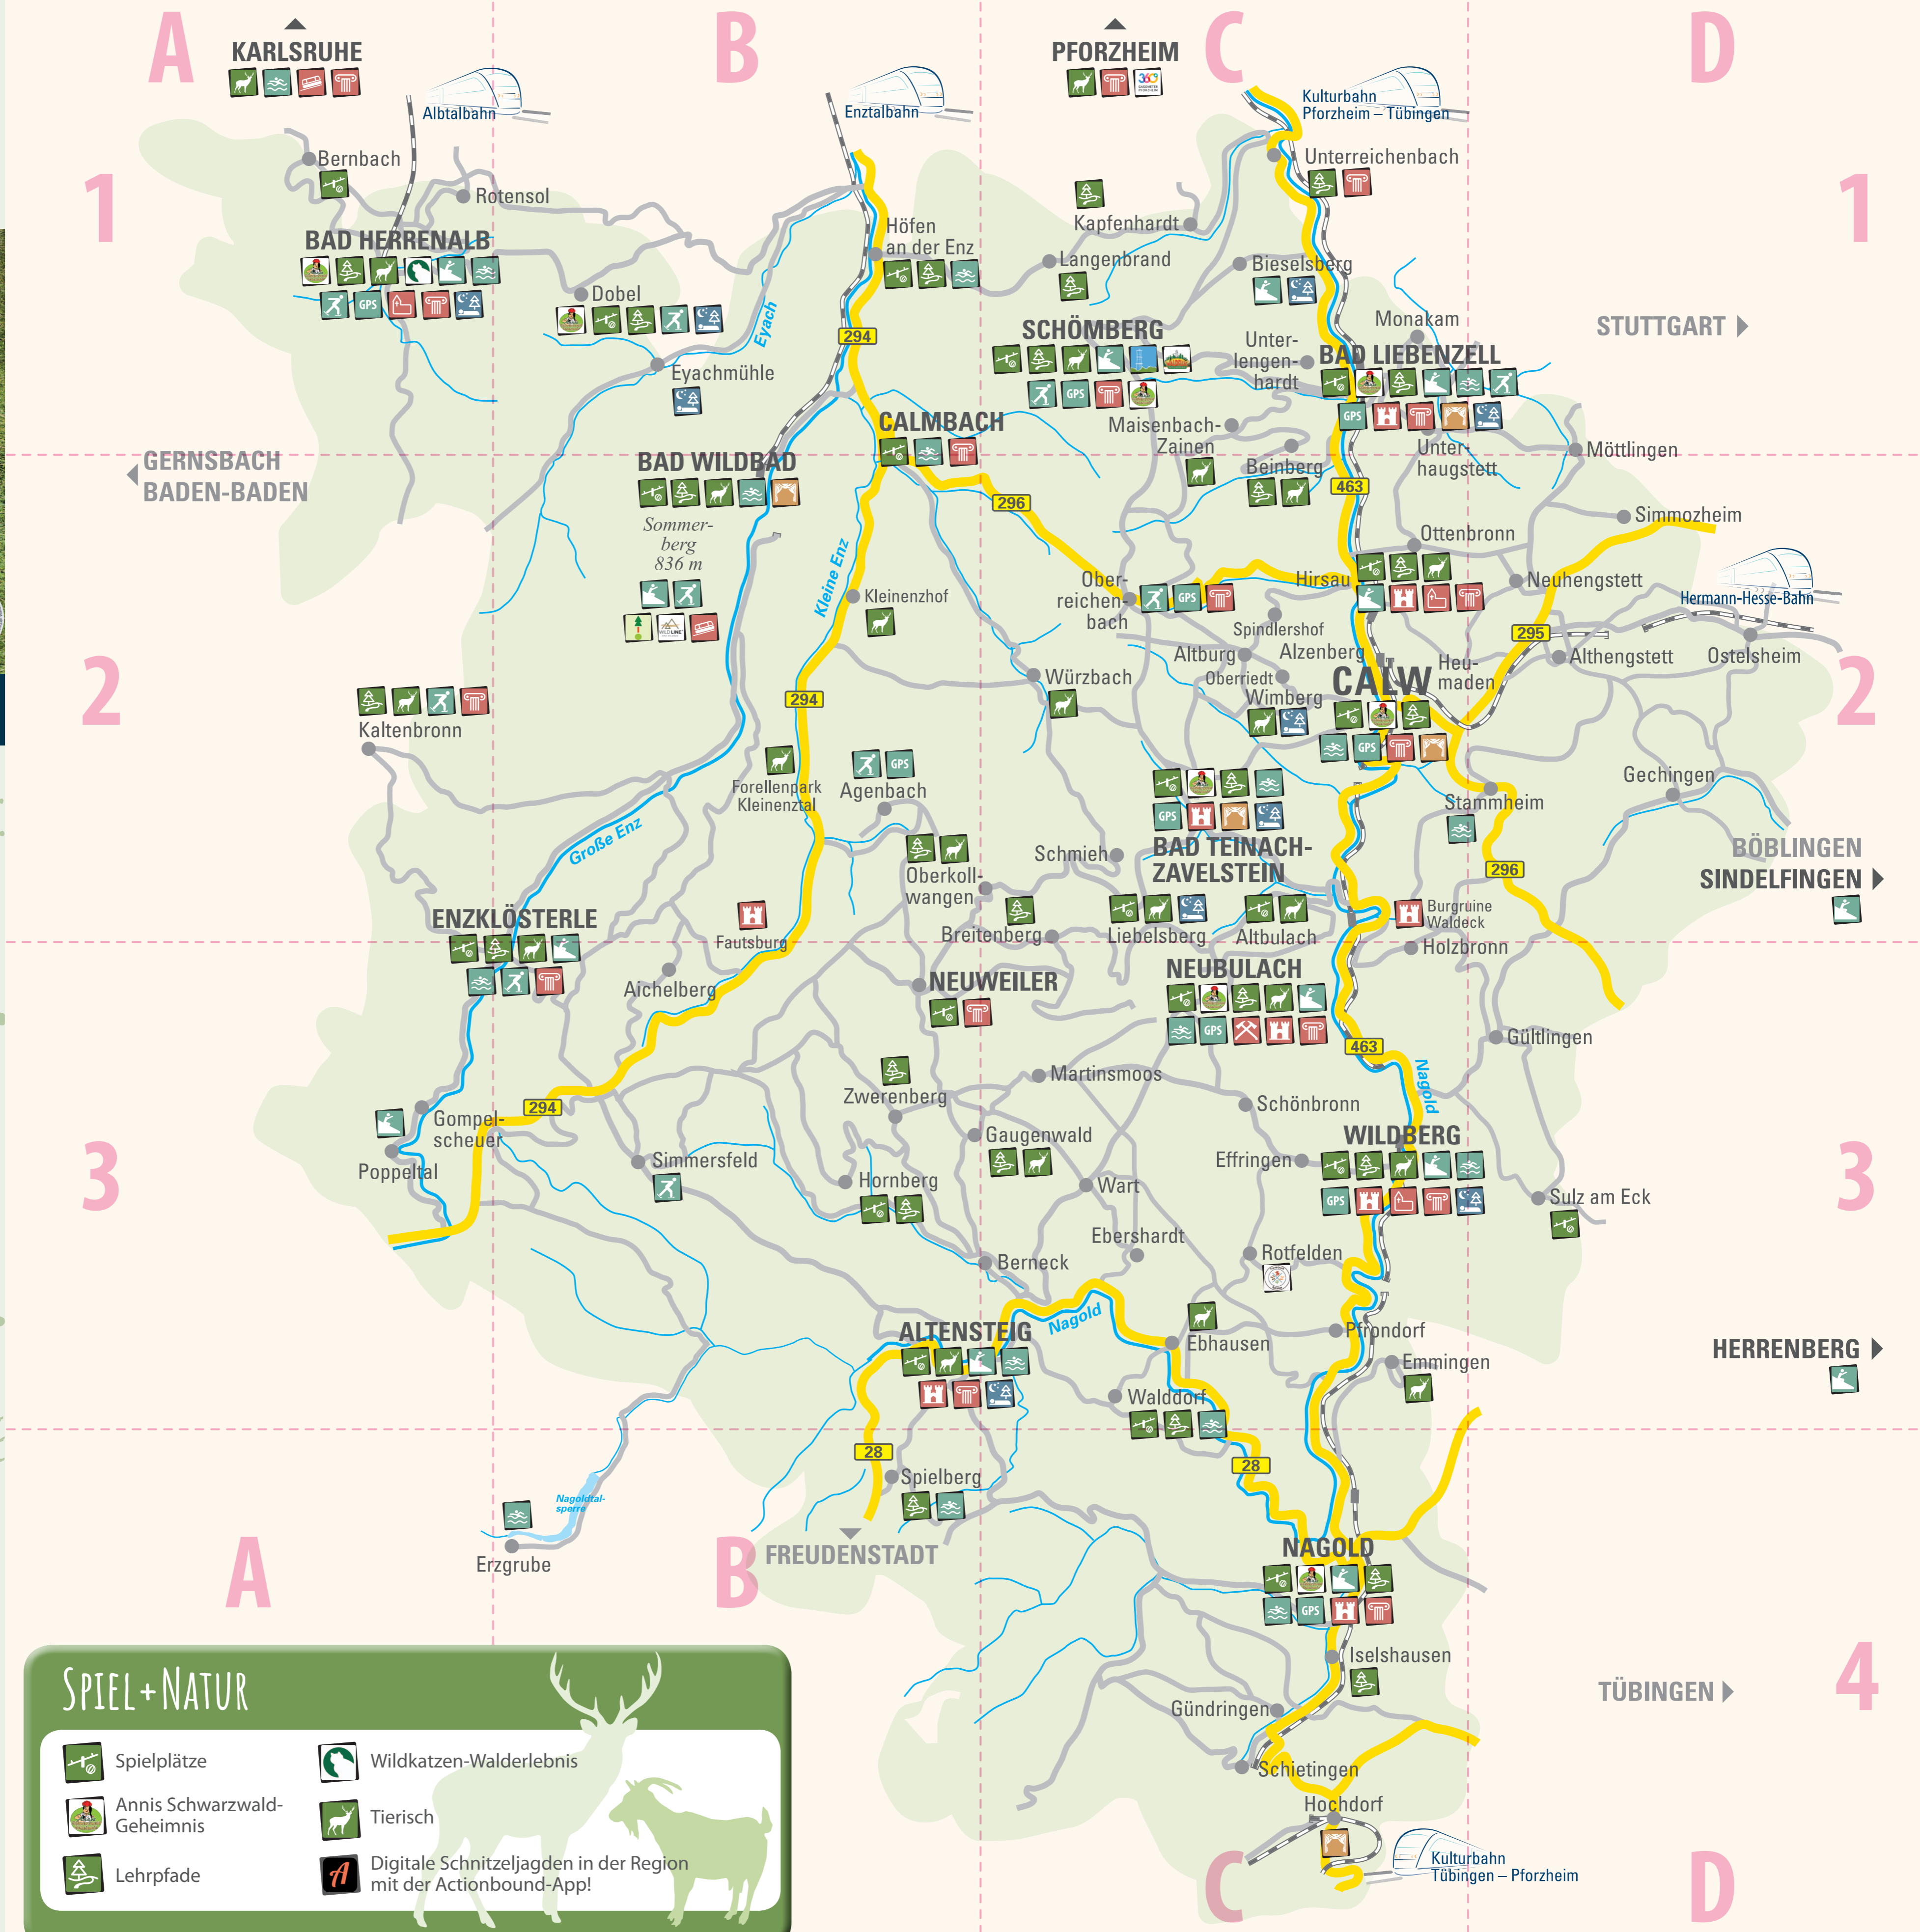 A
B
C
D
KARLSRUHE
PFORZHEIM
360°
GASOMETER
PFORZHEIM
Albtalbahn
Enztalbahn
Kulturbahn
Pforzheim – Tübingen
1
1
Bernbach
Rotensol
Unterreichenbach
BAD HERRENALB
GPS
Höfen
an der Enz
Kapfenhardt
Langenbrand
Bieselsberg
Dobel
Eyach
294
SCHÖMBERG
GPS
Monakam
STUTTGART
Unter-
lengen-
hardt
BAD LIEBENZELL
GPS
Eyachmühle
CALMBACH
Maisenbach-
Zainen
Beinberg
Unter-
haugstett
Möttlingen
GERNSBACH
BADEN-BADEN
BAD WILDBAD
Sommer-
berg
836 m
WILDLINE
296
463
Simmozheim
Ottenbronn
Kleine Enz
Kleinenzhof
Ober-
reichen-
bach
GPS
Hirsau
Neuhengstett
Hermann-Hesse-Bahn
Spindlershof
295
Althengstett
Ostelsheim
2
2
Altburg
Alzenberg
Heu-
maden
Oberriedt
Wimberg
CALW
GPS
Würzbach
294
Kaltenbronn
Forellenpark
Kleinenztal
GPS
Agenbach
Gechingen
Stammheim
GPS
BAD TEINACH-
ZAVELSTEIN
Große Enz
Schmieh
Oberkoll-
wangen
BÖBLINGEN
SINDELFINGEN
296
ENZKLÖSTERLE
Fautsburg
Breitenberg
Liebelsberg
Altbulach
Burgruine
Waldeck
Holzbronn
Aichelberg
NEUWEILER
NEUBULACH
GPS
463
Gültlingen
Nagold
Zwerenberg
Martinsmoos
Schönbronn
3
3
Gompel-
scheuer
294
Poppeltal
Simmersfeld
Hornberg
Gaugenwald
Wart
Effringen
WILDBERG
GPS
Sulz am Eck
Ebershardt
Rotfelden
Berneck
Nagold
ALTENSTEIG
Ebhausen
Pfrondorf
Emmingen
HERRENBERG
Walddorf
28
28
Spielberg
Nagoldtal-
sperre
Erzgrube
FREUDENSTADT
NAGOLD
GPS
Iselshausen
4
TÜBINGEN
Gündringen
Schietingen
Hochdorf
Kulturbahn
Tübingen – Pforzheim
A
B
C
D
SPIEL+NATUR
Spielplätze
Wildkatzen-Walderlebnis
Annis Schwarzwald-
Geheimnis
Tierisch
Lehrpfade
A
Digitale Schnitzeljagden in der Region
mit der Actionbound-App!